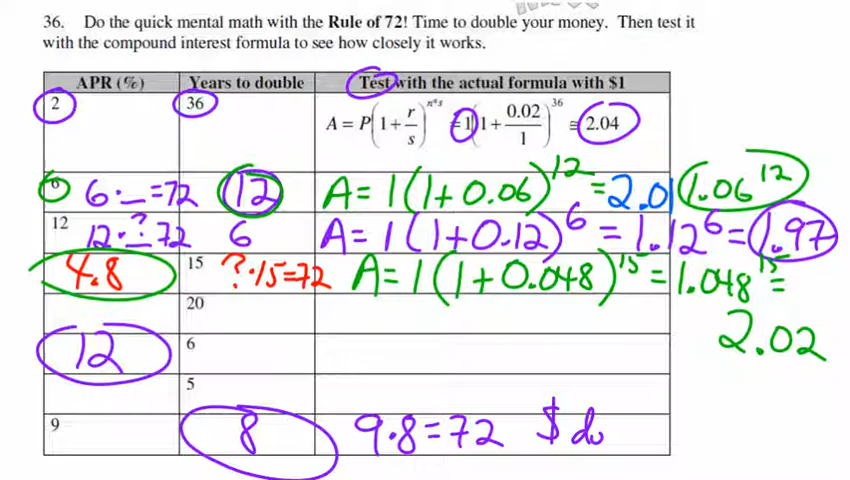 36. Do the quick mental math with the Rule of 72! Time to double your money. Then test it
with the compound interest formula to see how closely it works.
APR (%) Years to double Test with the actual formula with $1
2 36 A = P(1 + r/s)^(n*s) = 1(1 + 0.02/1)^36 ≅ 2.04
6 6·_=72 12 A = 1(1+0.06)^12 = 2.01 1.06^12
12 12·?=72 6 A = 1(1+0.12)^6 = 1.12^6 = 1.97
4.8 15 ?·15=72 A = 1(1+0.048)^15 = 1.048^15 =
20 2.02
12 6
5
9 8 9·8=72 $ do